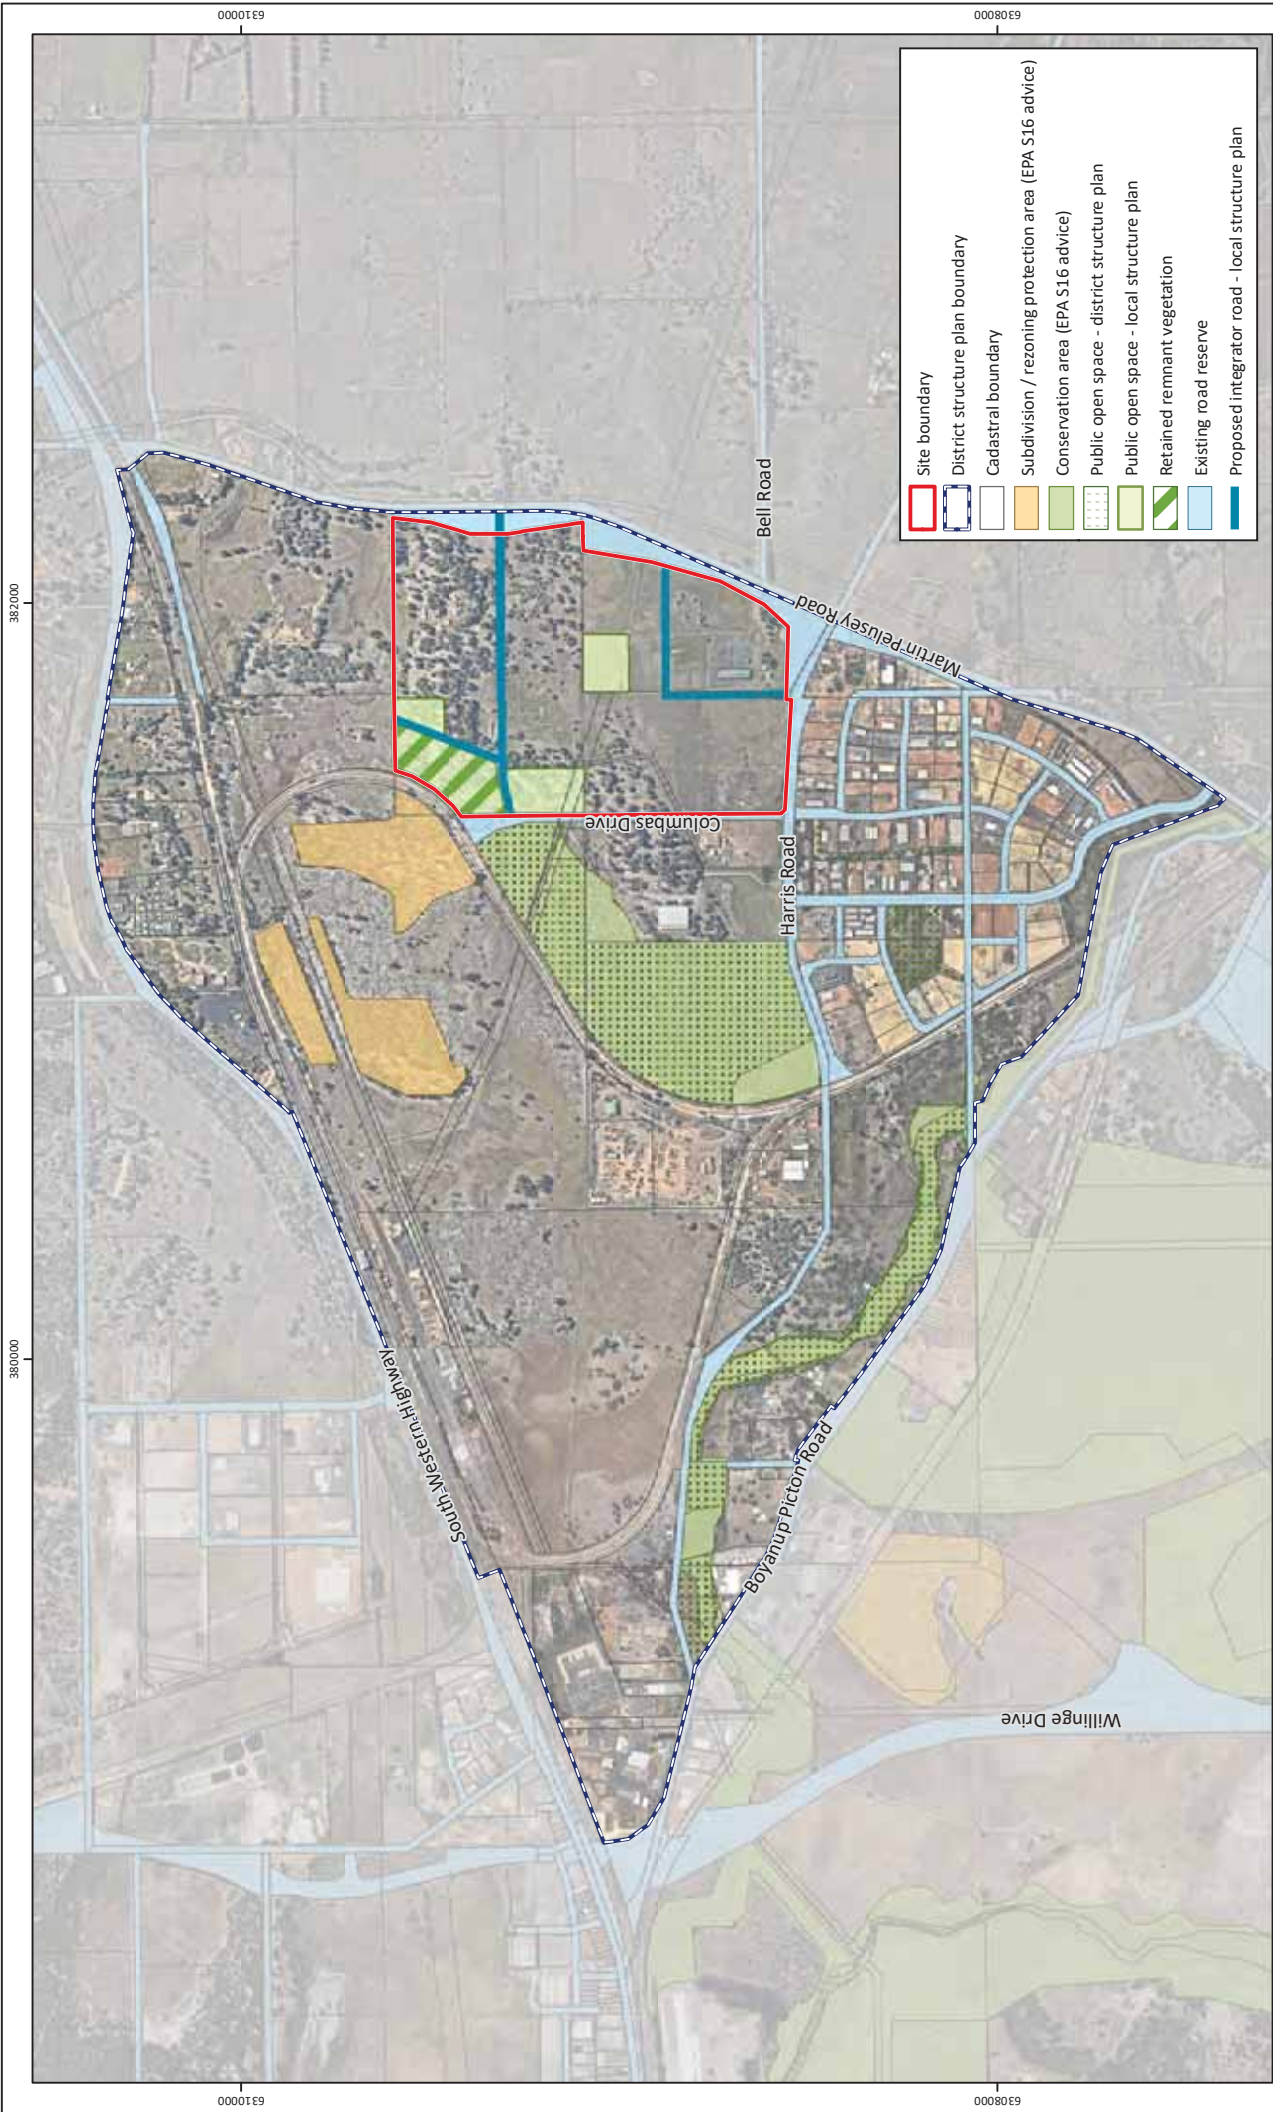 6310000
6308000
382000
380000
Site boundary
District structure plan boundary
Cadastral boundary
Subdivision / rezoning protection area (EPA S16 advice)
Conservation area (EPA S16 advice)
Public open space - district structure plan
Public open space - local structure plan
Retained remnant vegetation
Existing road reserve
Proposed integrator road - local structure plan
Bell Road
Martin Pelusey Road
Columbas Drive
Harris Road
South Western Highway
Boyanup Picton Road
Willinge Drive
6310000
6308000